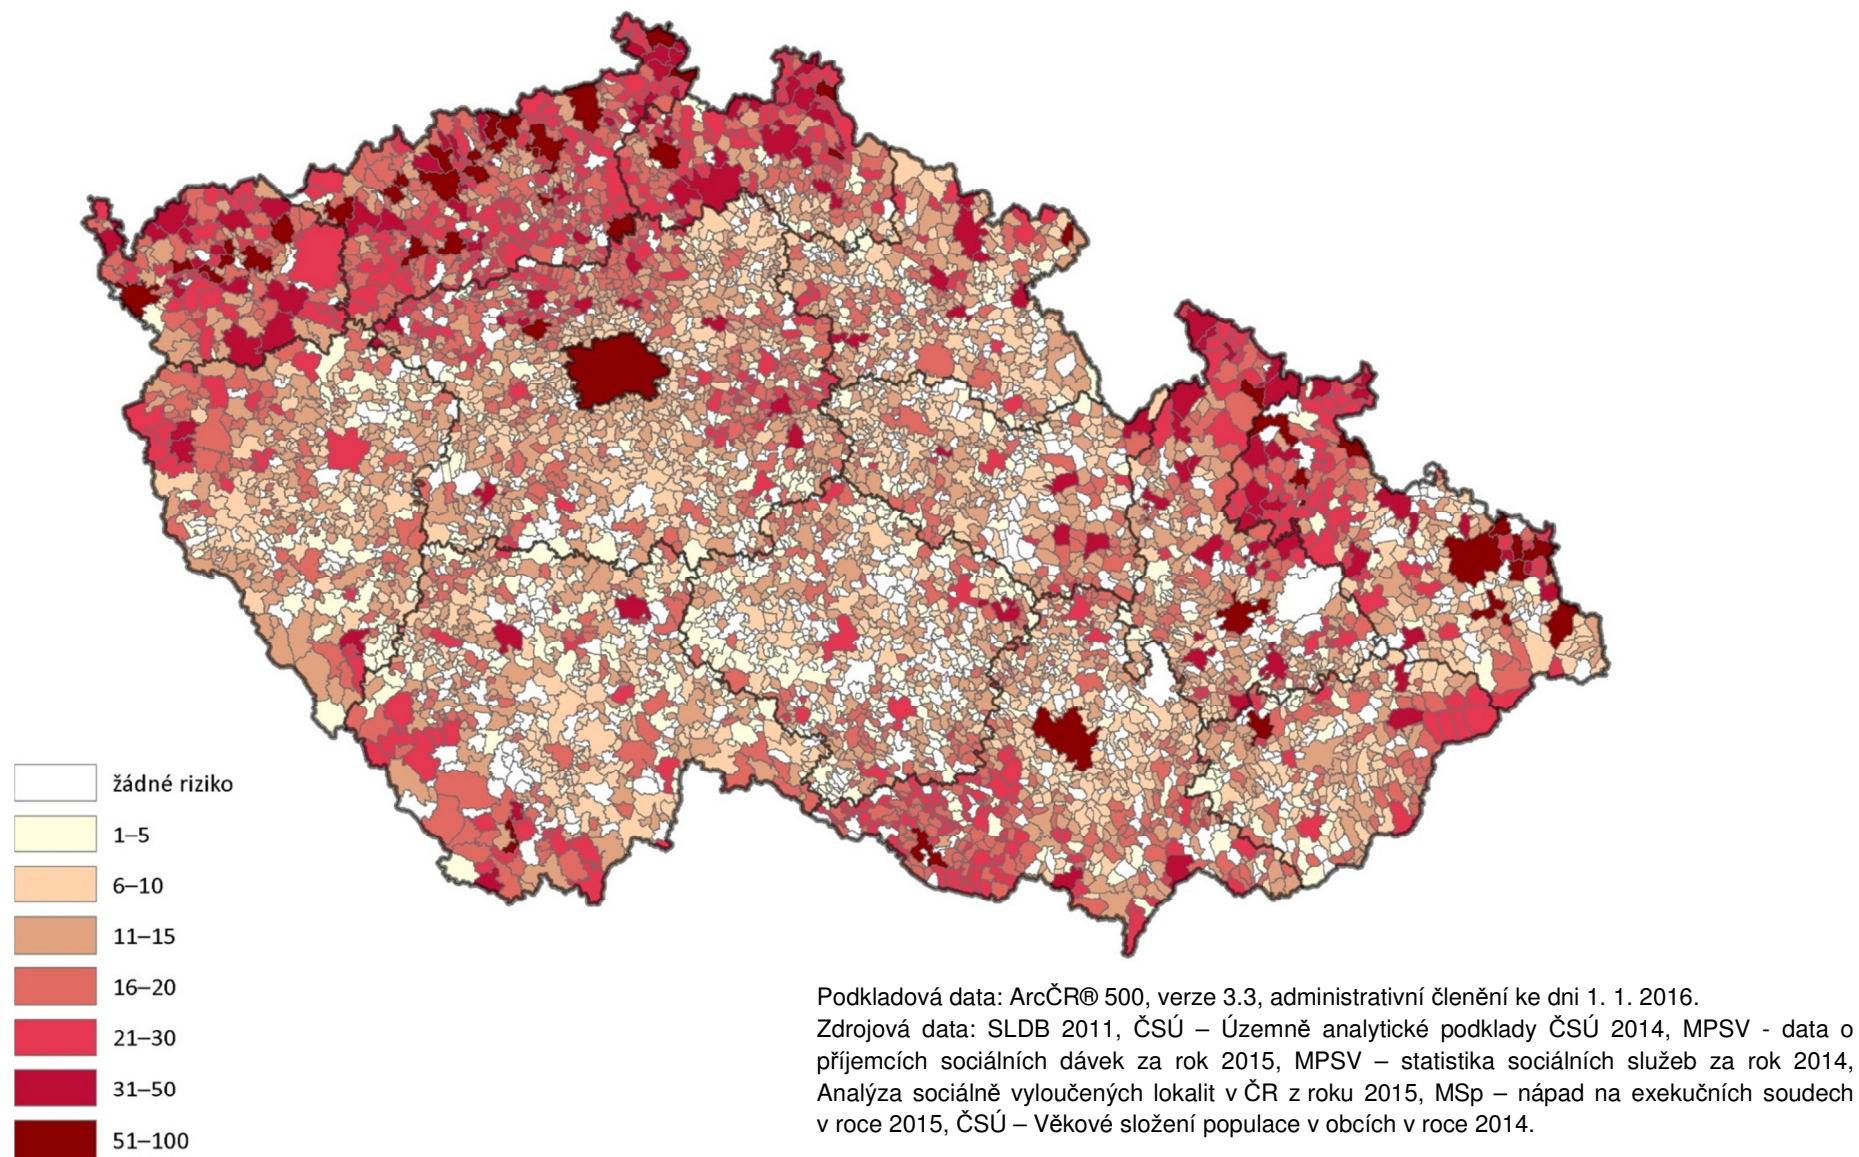 žádné riziko
1–5
6–10
11–15
16–20
21–30
31–50
51–100
Podkladová data: ArcČR® 500, verze 3.3, administrativní členění ke dni 1. 1. 2016.
Zdrojová data: SLDB 2011, ČSÚ – Územně analytické podklady ČSÚ 2014, MPSV - data o
příjemcích sociálních dávek za rok 2015, MPSV – statistika sociálních služeb za rok 2014,
Analýza sociálně vyloučených lokalit v ČR z roku 2015, MSp – nápad na exekučních soudech
v roce 2015, ČSÚ – Věkové složení populace v obcích v roce 2014.